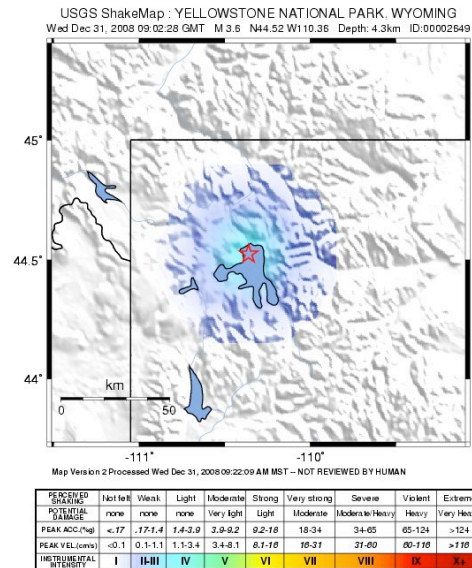 USGS ShakeMap : YELLOWSTONE NATIONAL PARK, WYOMING
Wed Dec 31, 2008 09:02:28 GMT M 3.6 N44.52 W110.36 Depth: 4.3km ID:00002649
45°
44.5°
44°
km
0 50
-111° -110°
Map Version 2 Processed Wed Dec 31, 2008 09:22:09 AM MST -- NOT REVIEWED BY HUMAN
PERCEIVED SHAKING Not felt Weak Light Moderate Strong Very strong Severe Violent Extrem
POTENTIAL DAMAGE none none none Very light Light Moderate Moderate/Heavy Heavy Very Hea
PEAK ACC.(%g) <.17 .17-1.4 1.4-3.9 3.9-9.2 9.2-18 18-34 34-65 65-124 >124
PEAK VEL.(cm/s) <0.1 0.1-1.1 1.1-3.4 3.4-8.1 8.1-16 16-31 31-60 60-116 >116
INSTRUMENTAL INTENSITY I II-III IV V VI VII VIII IX X+